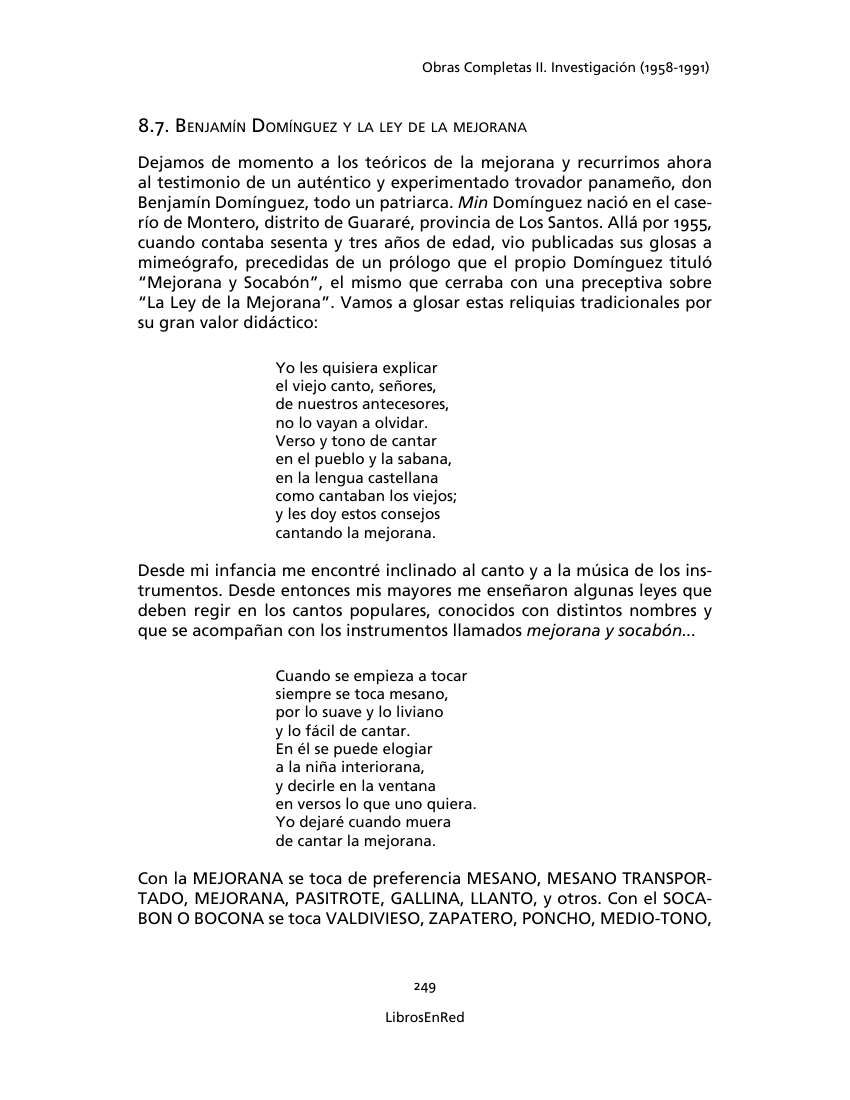 Obras Completas II. Investigación (1958-1991)
8.7. Benjamín Domínguez y la ley de la mejorana
Dejamos de momento a los teóricos de la mejorana y recurrimos ahora
al testimonio de un auténtico y experimentado trovador panameño, don
Benjamín Domínguez, todo un patriarca. Min Domínguez nació en el case-
río de Montero, distrito de Guararé, provincia de Los Santos. Allá por 1955,
cuando contaba sesenta y tres años de edad, vio publicadas sus glosas a
mimeógrafo, precedidas de un prólogo que el propio Domínguez tituló
“Mejorana y Socabón”, el mismo que cerraba con una preceptiva sobre
“La Ley de la Mejorana”. Vamos a glosar estas reliquias tradicionales por
su gran valor didáctico:
Yo les quisiera explicar
el viejo canto, señores,
de nuestros antecesores,
no lo vayan a olvidar.
Verso y tono de cantar
en el pueblo y la sabana,
en la lengua castellana
como cantaban los viejos;
y les doy estos consejos
cantando la mejorana.
Desde mi infancia me encontré inclinado al canto y a la música de los ins-
trumentos. Desde entonces mis mayores me enseñaron algunas leyes que
deben regir en los cantos populares, conocidos con distintos nombres y
que se acompañan con los instrumentos llamados mejorana y socabón...
Cuando se empieza a tocar
siempre se toca mesano,
por lo suave y lo liviano
y lo fácil de cantar.
En él se puede elogiar
a la niña interiorana,
y decirle en la ventana
en versos lo que uno quiera.
Yo dejaré cuando muera
de cantar la mejorana.
Con la MEJORANA se toca de preferencia MESANO, MESANO TRANSPOR-
TADO, MEJORANA, PASITROTE, GALLINA, LLANTO, y otros. Con el SOCA-
BON O BOCONA se toca VALDIVIESO, ZAPATERO, PONCHO, MEDIO-TONO,
249
LibrosEnRed